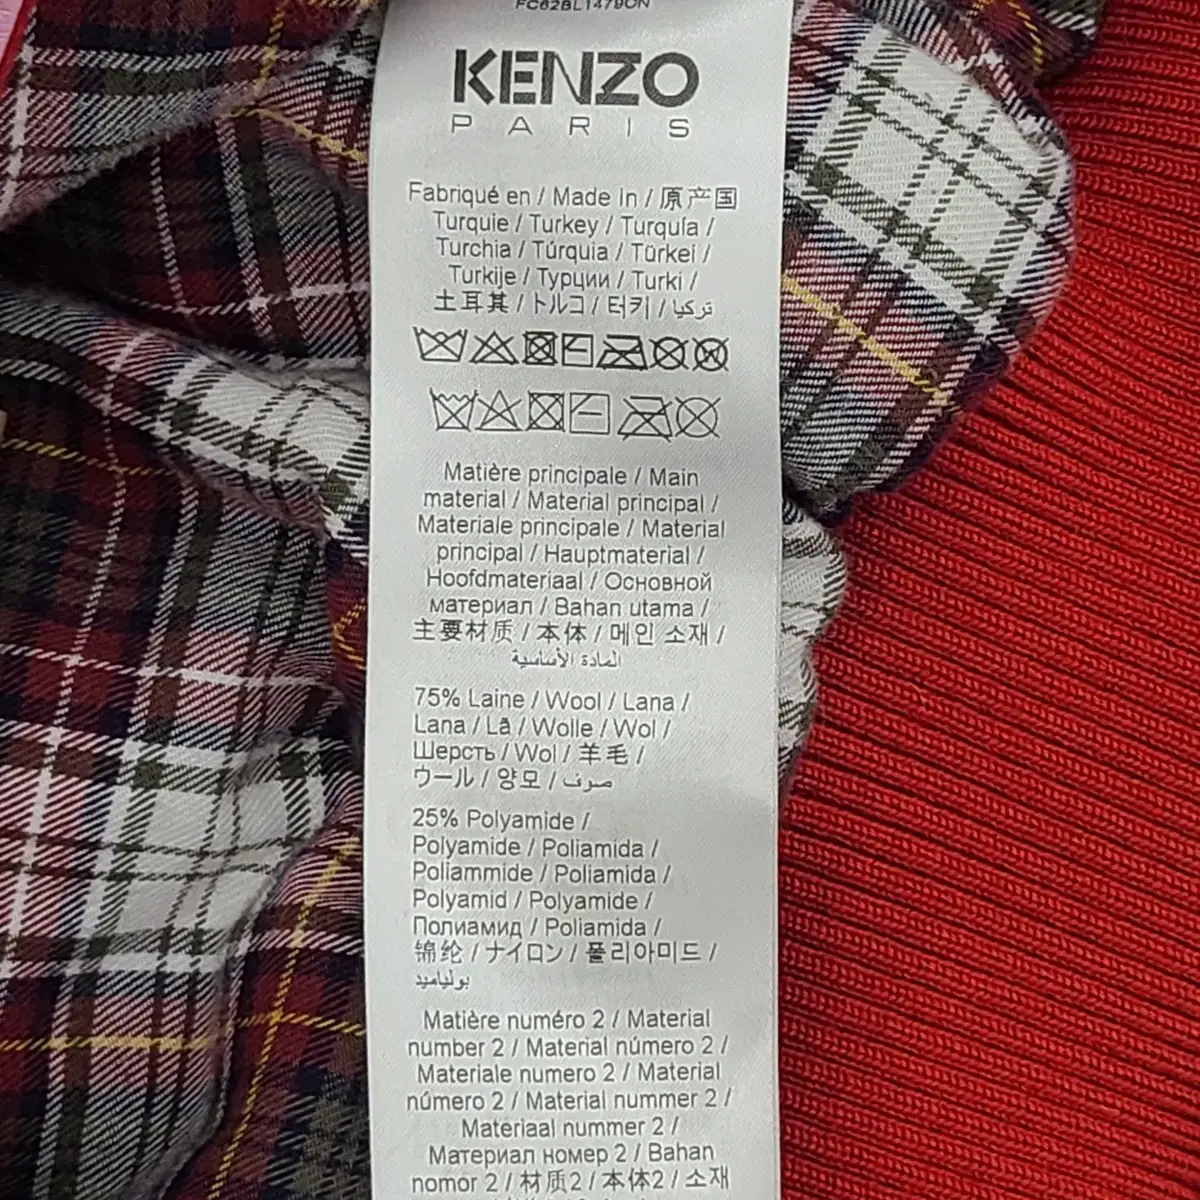 KENZO
PARIS
Fabriqué en / Made In / 原产国
Turquie / Turkey / Turquía /
Turchia / Túrquia / Türkei /
Turkije / Турции / Turki /
土耳其 / トルコ / 터키 / تركيا
Matière principale / Main
material / Material principal /
Materiale principale / Material
principal / Hauptmaterial /
Hoofdmateriaal / Основной
материал / Bahan utama /
主要材质 / 本体 / 메인 소재 /
المادة الأساسية
75% Laine / Wool / Lana /
Lana / Lã / Wolle / Wol /
Шерсть / Wol / 羊毛 /
ウール / 양모 / صوف
25% Polyamide /
Polyamide / Poliamida /
Poliammide / Poliamida /
Polyamid / Polyamide /
Полиамид / Poliamida /
锦纶 / ナイロン / 폴리아미드 /
بولياميد
Matière numéro 2 / Material
number 2 / Material número 2 /
Materiale numero 2 / Material
número 2 / Material nummer 2 /
Materiaal nummer 2 /
Материал номер 2 / Bahan
nomor 2 / 材质2 / 本体2 / 소재